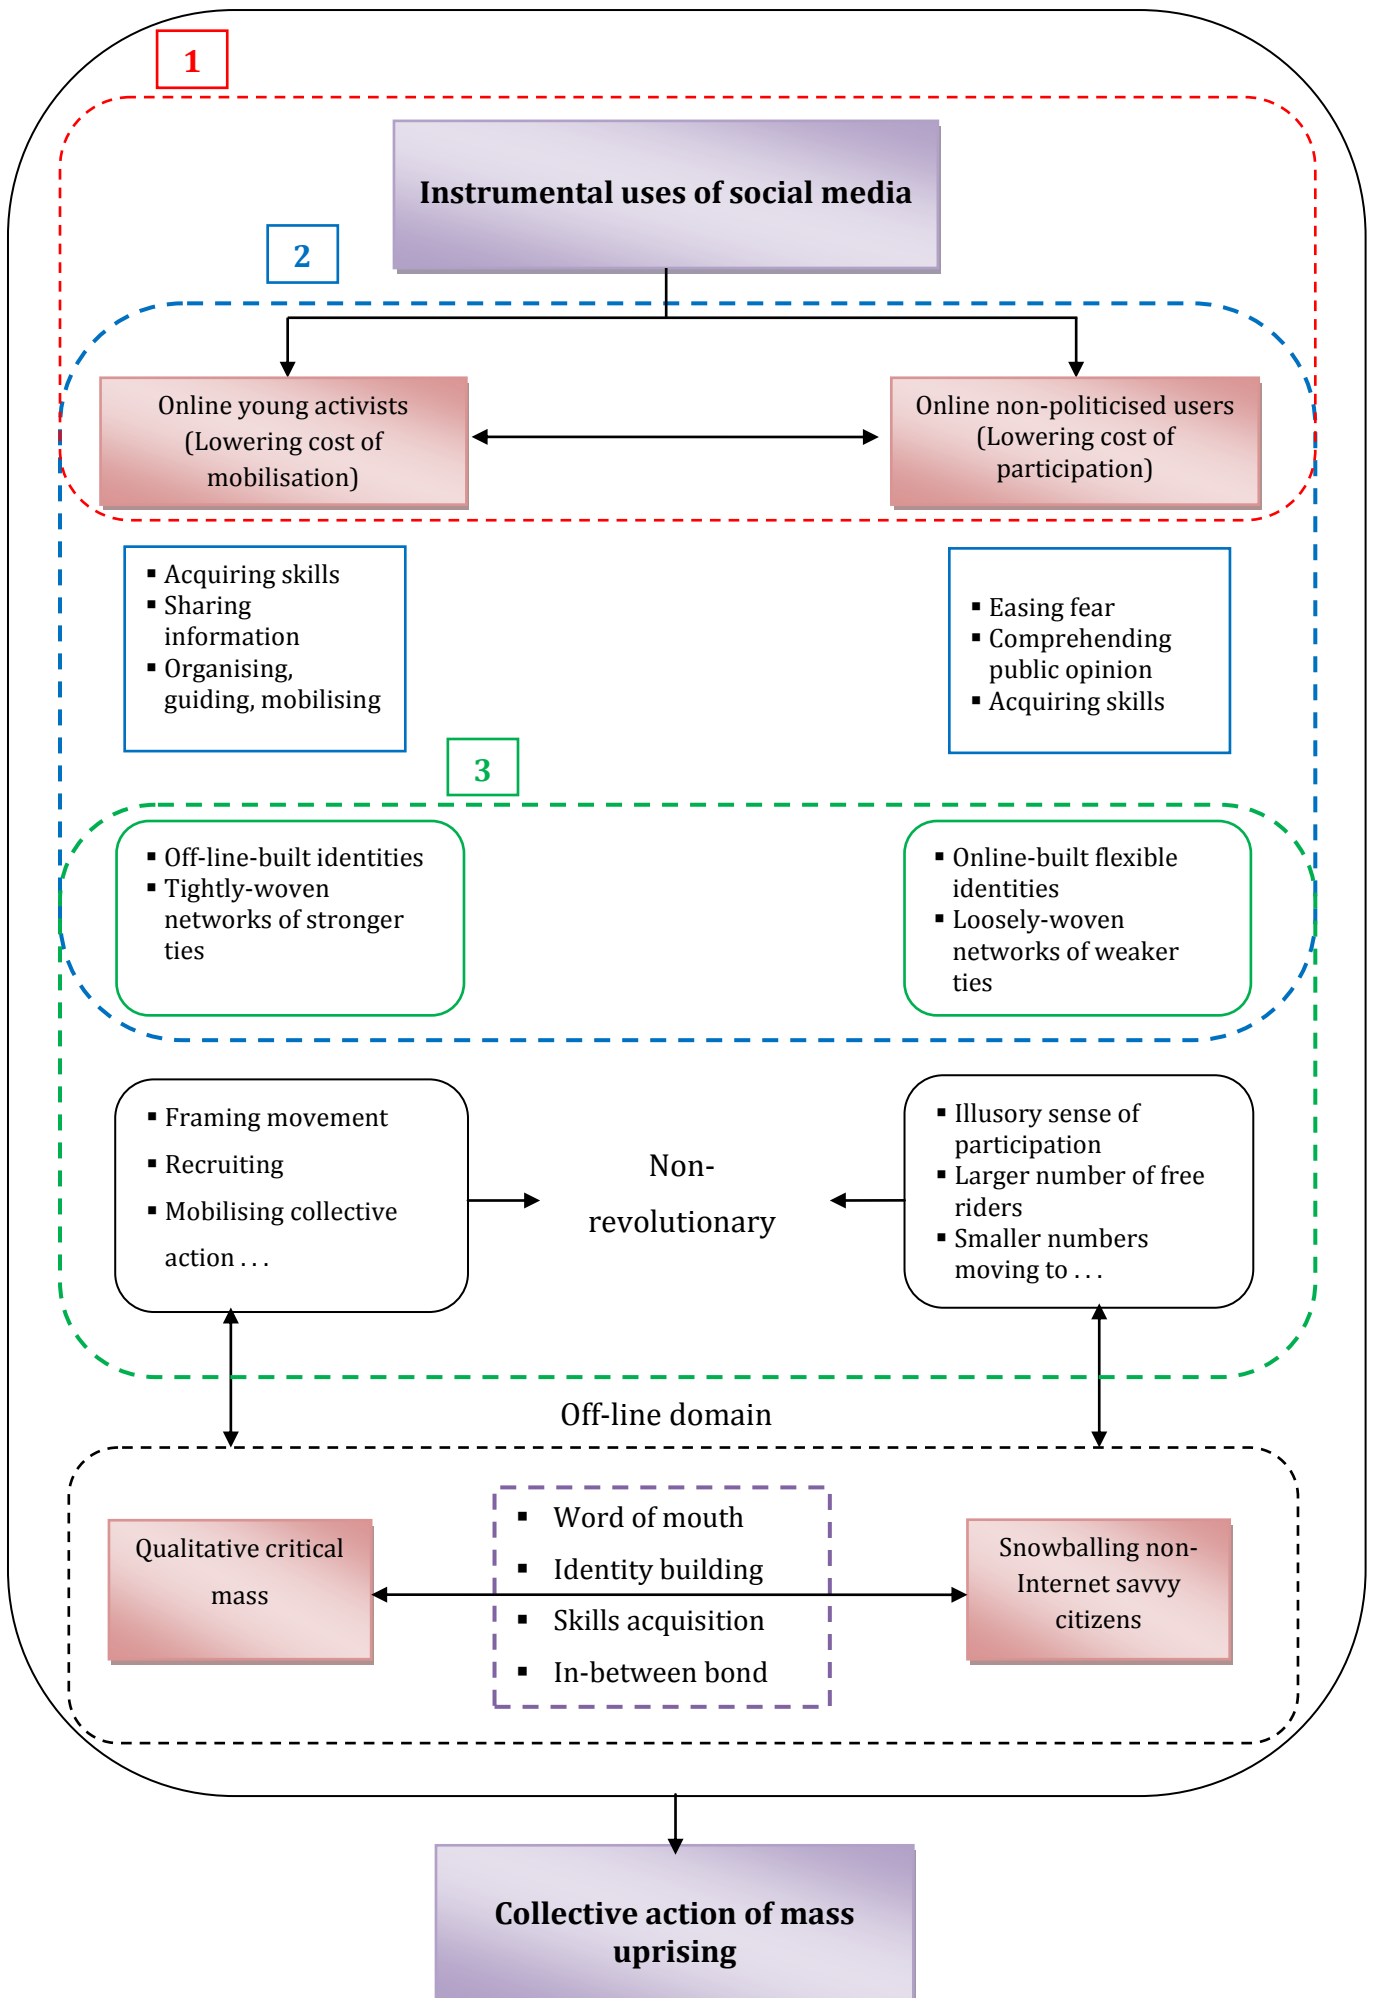 1
Instrumental uses of social media
2
Online young activists
(Lowering cost of
mobilisation)
Online non-politicised users
(Lowering cost of
participation)
▪ Acquiring skills
▪ Sharing
information
▪ Organising,
guiding, mobilising
▪ Easing fear
▪ Comprehending
public opinion
▪ Acquiring skills
3
▪ Off-line-built identities
▪ Tightly-woven
networks of stronger
ties
▪ Online-built flexible
identities
▪ Loosely-woven
networks of weaker
ties
▪ Framing movement
▪ Recruiting
▪ Mobilising collective
action . . .
Non-
revolutionary
▪ Illusory sense of
participation
▪ Larger number of free
riders
▪ Smaller numbers
moving to . . .
Off-line domain
Qualitative critical
mass
▪ Word of mouth
▪ Identity building
▪ Skills acquisition
▪ In-between bond
Snowballing non-
Internet savvy
citizens
Collective action of mass
uprising